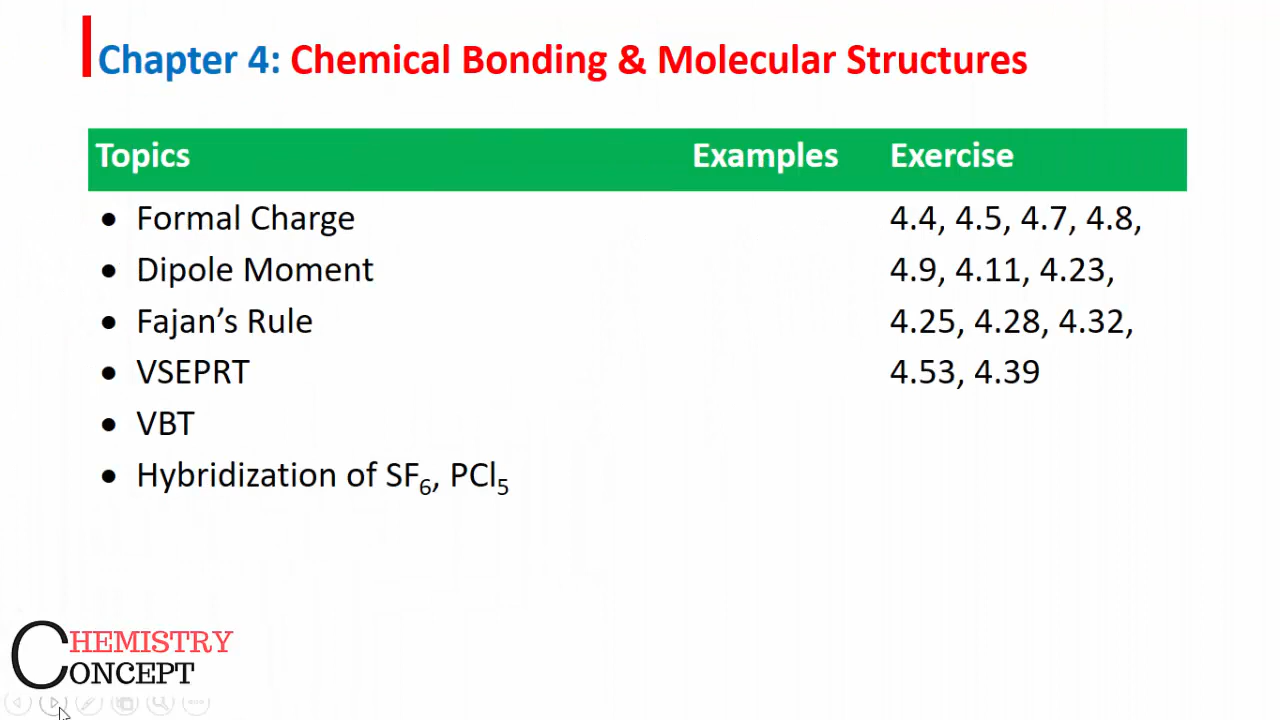 Chapter 4: Chemical Bonding & Molecular Structures
Topics Examples Exercise
• Formal Charge 4.4, 4.5, 4.7, 4.8,
• Dipole Moment 4.9, 4.11, 4.23,
• Fajan’s Rule 4.25, 4.28, 4.32,
• VSEPRT 4.53, 4.39
• VBT
• Hybridization of SF₆, PCl₅
CHEMISTRY
CONCEPT